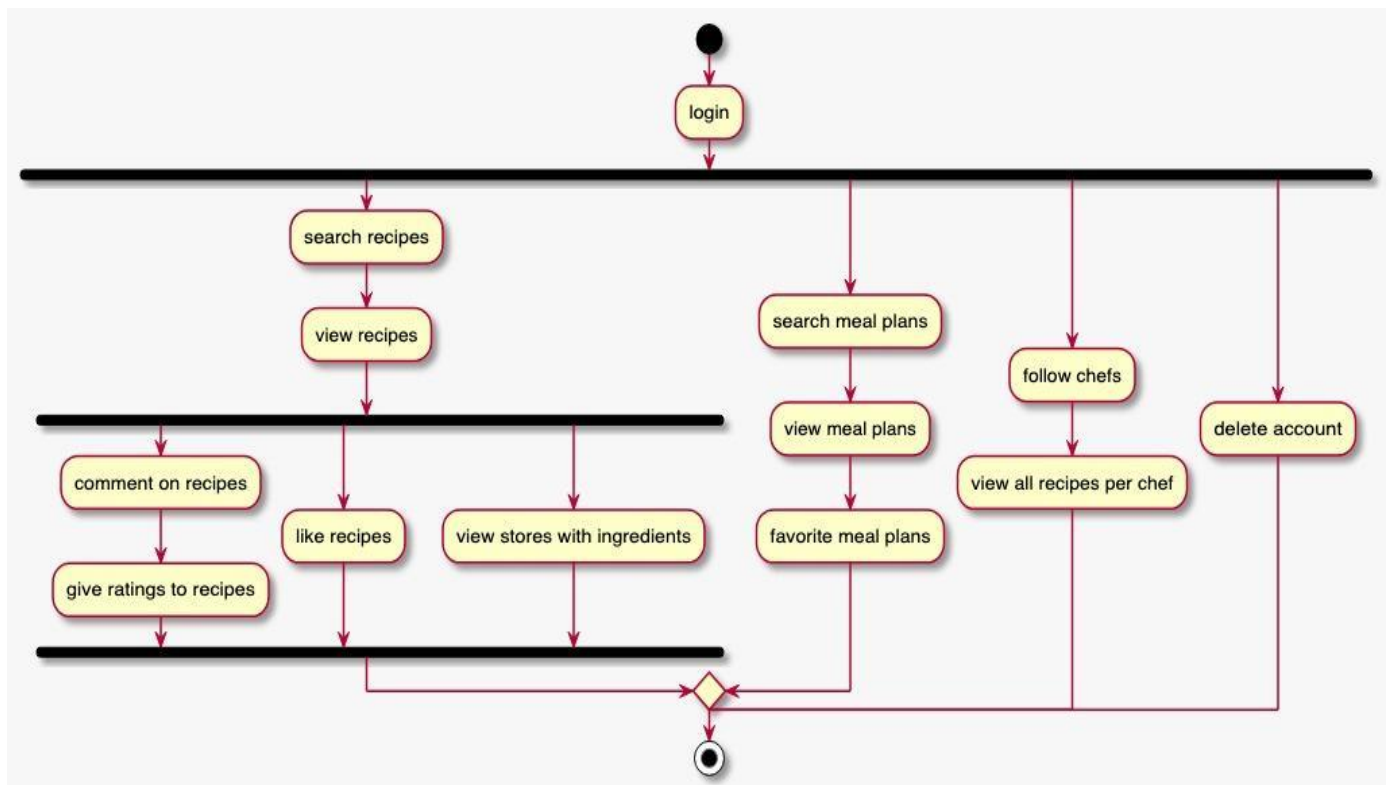 login
search recipes
view recipes
comment on recipes
give ratings to recipes
like recipes
view stores with ingredients
search meal plans
view meal plans
favorite meal plans
follow chefs
view all recipes per chef
delete account